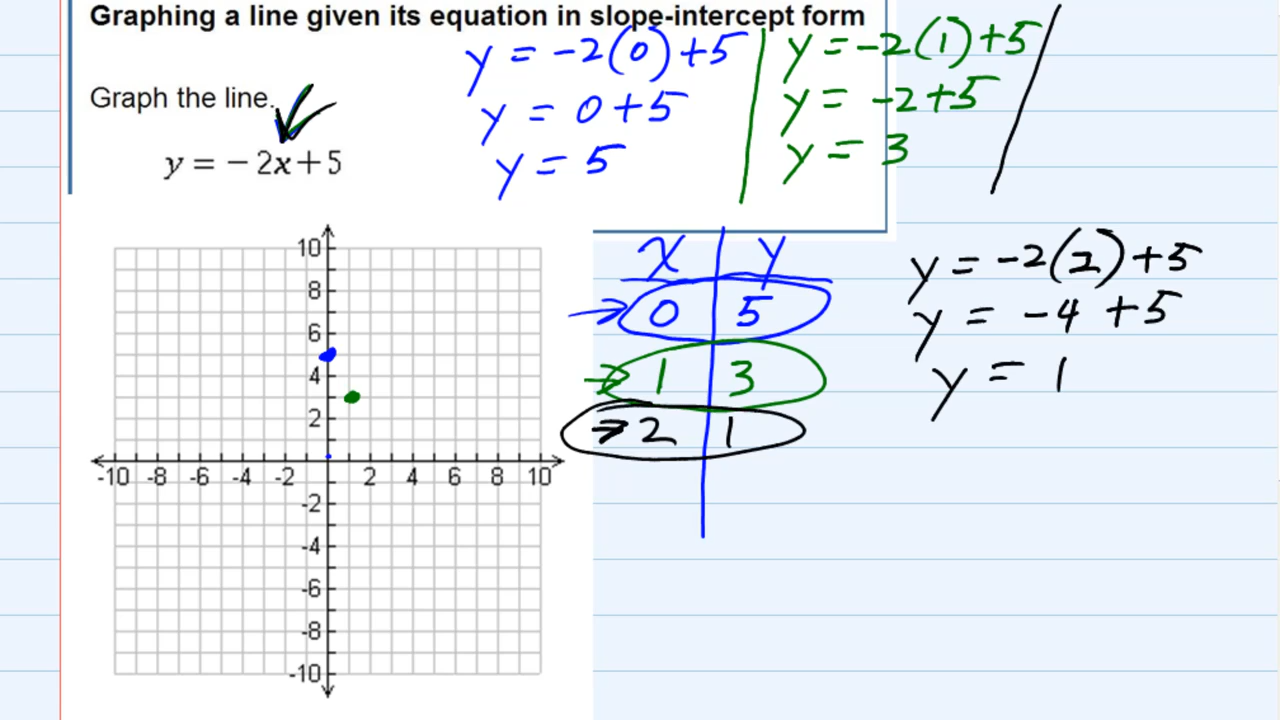 Graphing a line given its equation in slope-intercept form
Graph the line.
y = − 2x+5
y = -2(0)+5
y = 0+5
y = 5
y = -2(1)+5
y = -2+5
y = 3
x y
0 5
1 3
2 1
y = -2(2)+5
y = -4 +5
y = 1
10
8
6
4
2
-10 -8 -6 -4 -2 2 4 6 8 10
-2
-4
-6
-8
-10